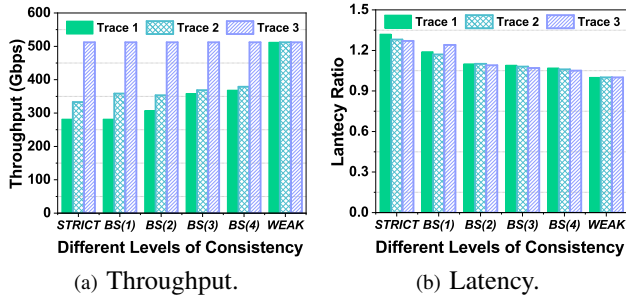 600
500
400
300
200
100
0
Throughput (Gbps)
Trace 1 Trace 2 Trace 3
STRICT BS(1) BS(2) BS(3) BS(4) WEAK
Different Levels of Consistency
(a) Throughput.
1.5
1.2
0.9
0.6
0.3
0.0
Lantecy Ratio
Trace 1 Trace 2 Trace 3
STRICT BS(1) BS(2) BS(3) BS(4) WEAK
Different Levels of Consistency
(b) Latency.